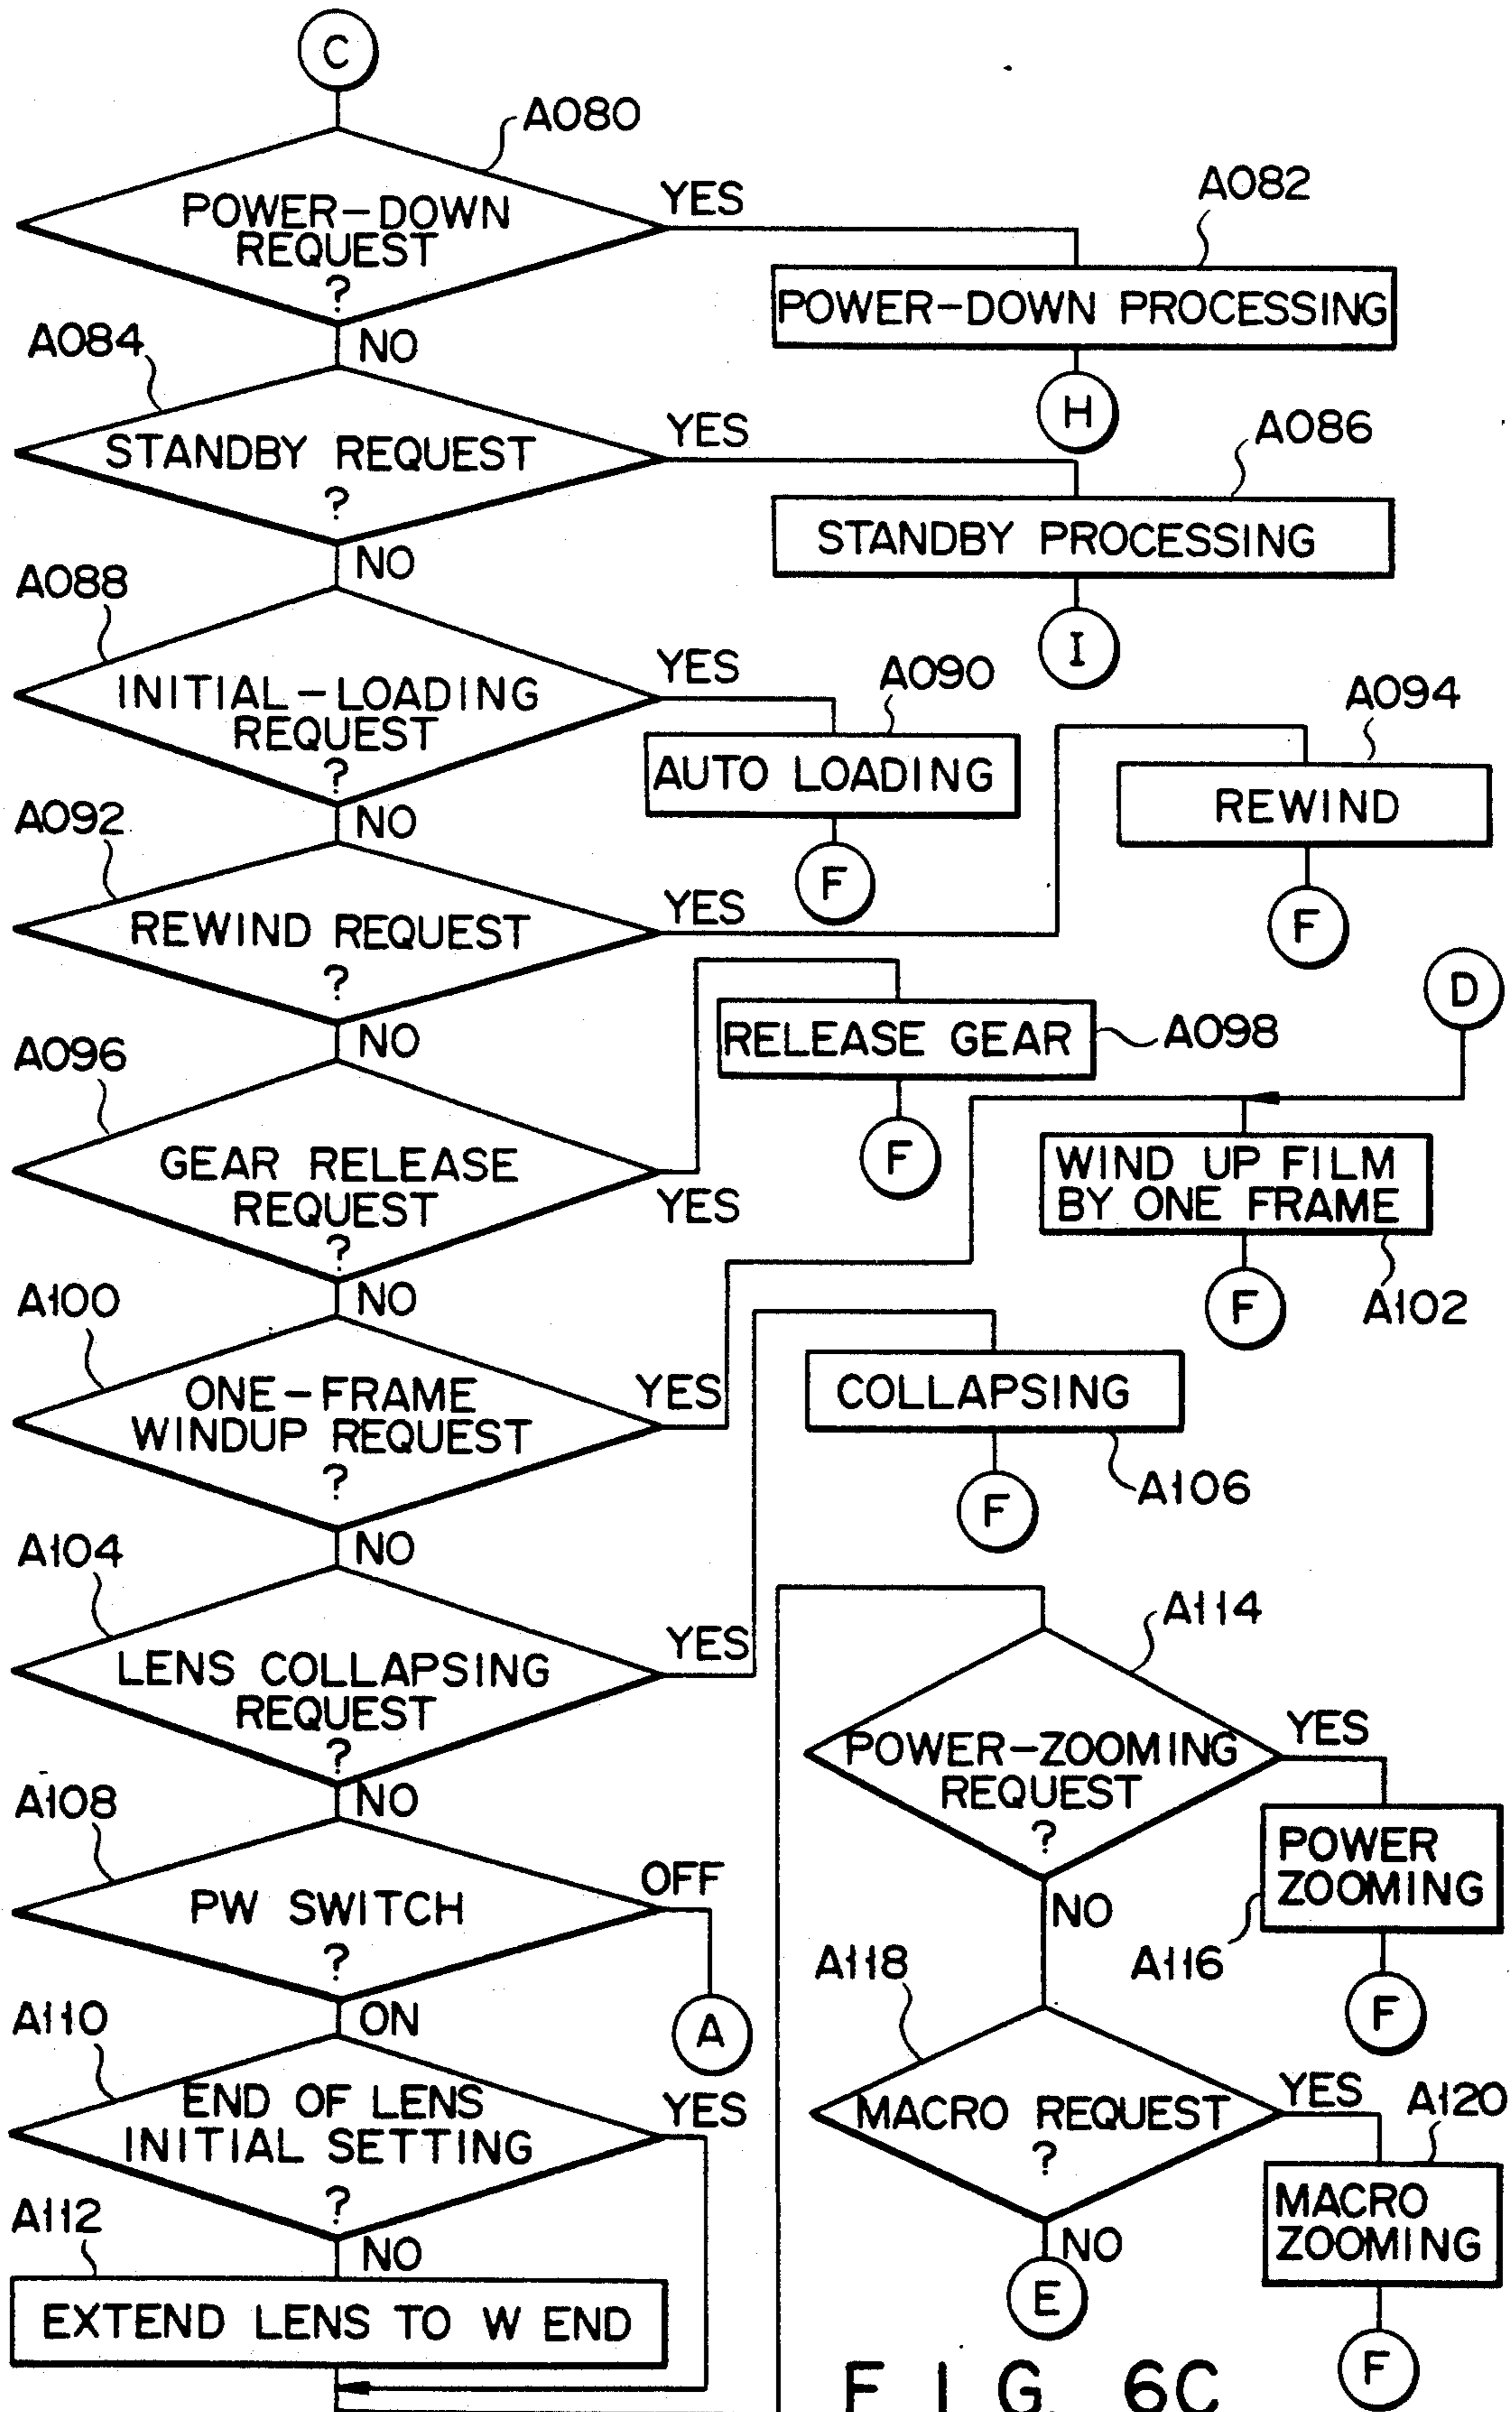 C
A080
POWER-DOWN
REQUEST
?
YES
NO
A082
POWER-DOWN PROCESSING
H
A084
STANDBY REQUEST
?
YES
NO
A086
STANDBY PROCESSING
I
A088
INITIAL-LOADING
REQUEST
?
YES
NO
A090
AUTO LOADING
F
A092
REWIND REQUEST
?
YES
NO
A094
REWIND
F
A096
GEAR RELEASE
REQUEST
?
YES
NO
RELEASE GEAR
A098
F
D
A100
ONE-FRAME
WINDUP REQUEST
?
YES
NO
WIND UP FILM
BY ONE FRAME
A102
F
A104
LENS COLLAPSING
REQUEST
?
YES
NO
COLLAPSING
A106
F
A108
PW SWITCH
?
OFF
ON
A
A110
END OF LENS
INITIAL SETTING
?
YES
NO
A112
EXTEND LENS TO W END
A114
POWER-ZOOMING
REQUEST
?
YES
NO
POWER
ZOOMING
A116
F
A118
MACRO REQUEST
?
YES
NO
E
A120
MACRO
ZOOMING
F
FIG. 6C